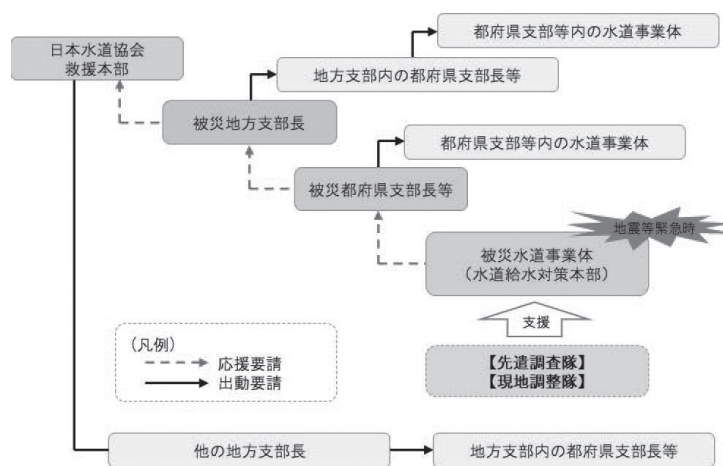 都府県支部等内の水道事業体
日本水道協会
救援本部
地方支部内の都府県支部長等
被災地方支部長
都府県支部等内の水道事業体
被災都府県支部長等
地震等緊急時
被災水道事業体
(水道給水対策本部)
支援
(凡例)
応援要請
出動要請
【先遣調査隊】
【現地調整隊】
他の地方支部長
地方支部内の都府県支部長等